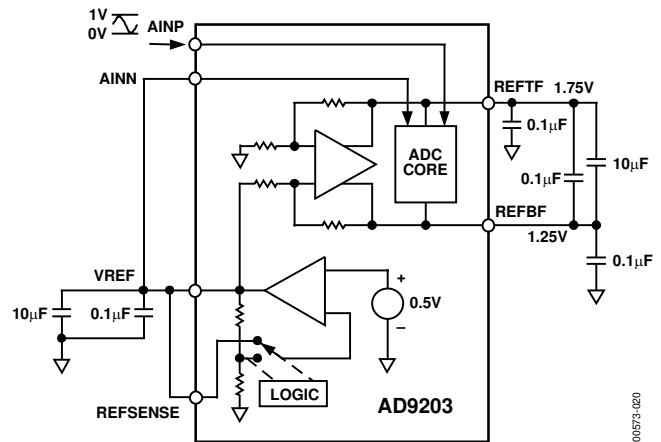 1V
0V
AINP
AINN
REFTF 1.75V
0.1µF
ADC
CORE
0.1µF
10µF
REFBF
1.25V
VREF
+
0.5V
–
0.1µF
10µF
0.1µF
LOGIC
REFSENSE
AD9203
00573-020